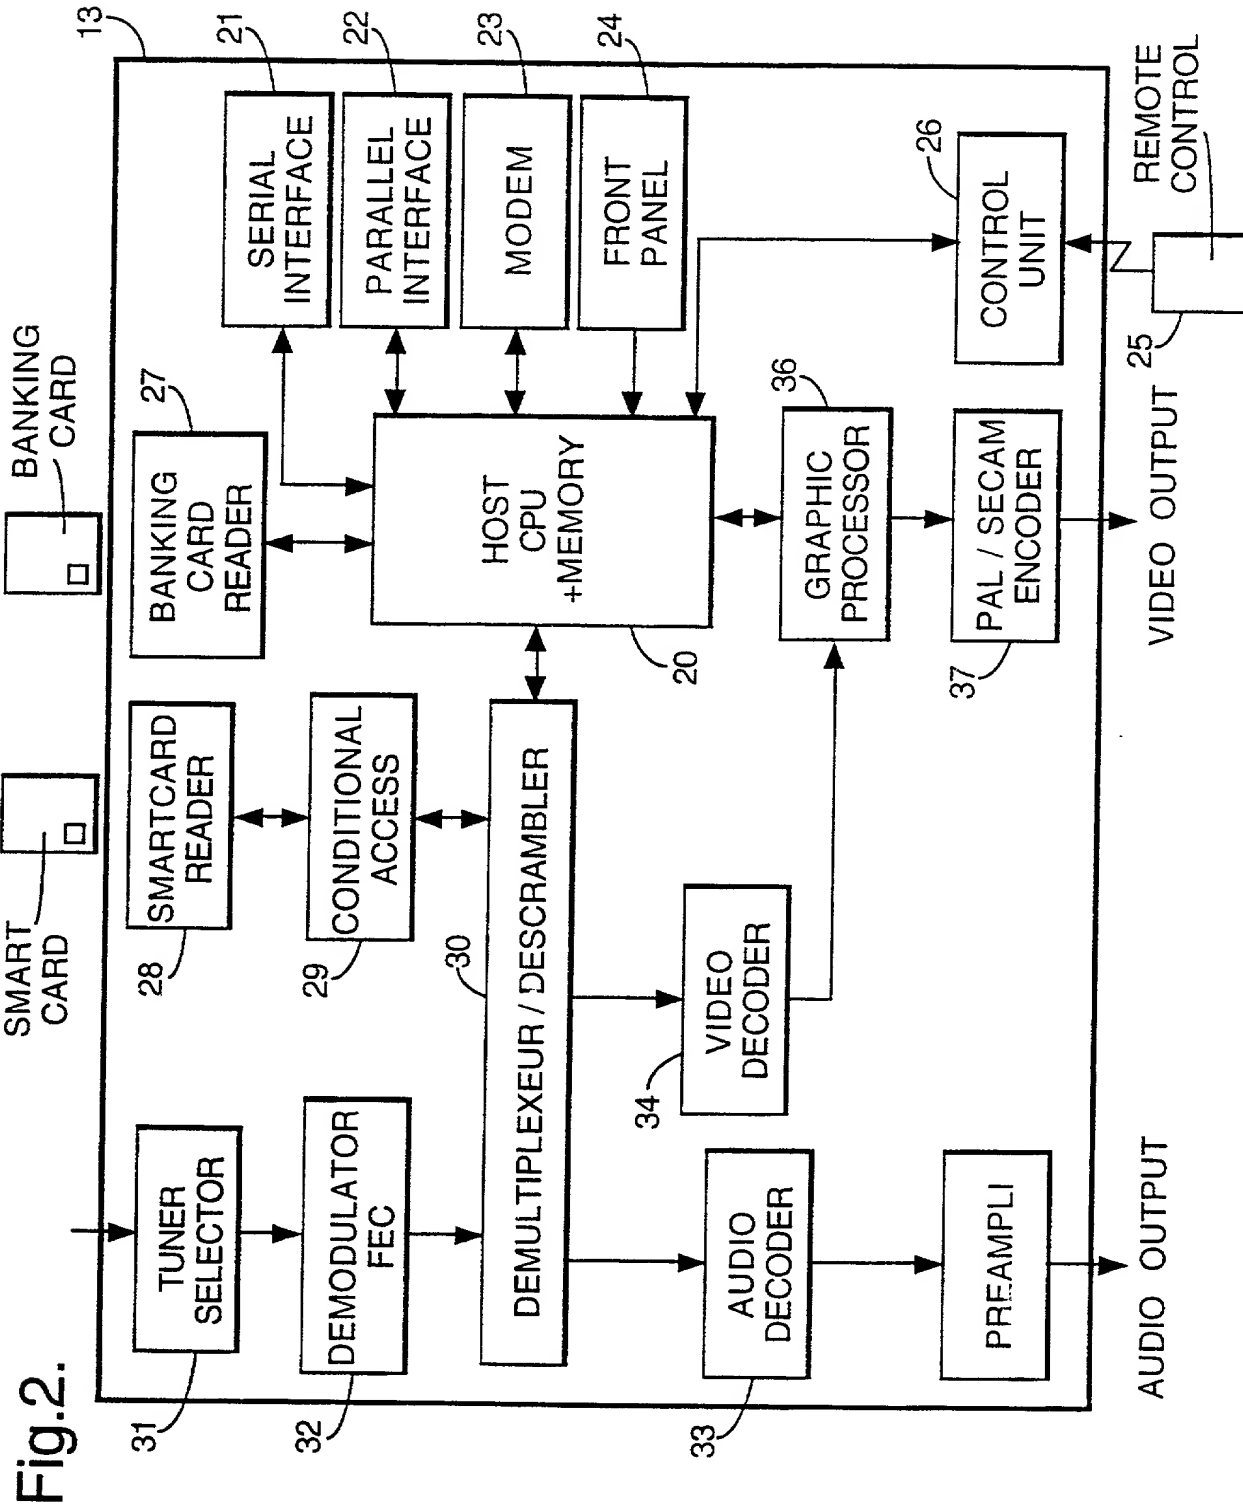 Fig.2.
SMART
CARD
BANKING
CARD
13
31
TUNER
SELECTOR
28
SMARTCARD
READER
27
BANKING
CARD
READER
21
SERIAL
INTERFACE
22
PARALLEL
INTERFACE
32
DEMODULATOR
FEC
29
CONDITIONAL
ACCESS
23
MODEM
30
DEMULTIPLEXEUR / DESCRAMBLER
HOST
CPU
+MEMORY
20
24
FRONT
PANEL
34
VIDEO
DECODER
33
AUDIO
DECODER
36
GRAPHIC
PROCESSOR
26
CONTROL
UNIT
PREAMPLI
37
PAL / SECAM
ENCODER
25
REMOTE
CONTROL
AUDIO OUTPUT
VIDEO OUTPUT